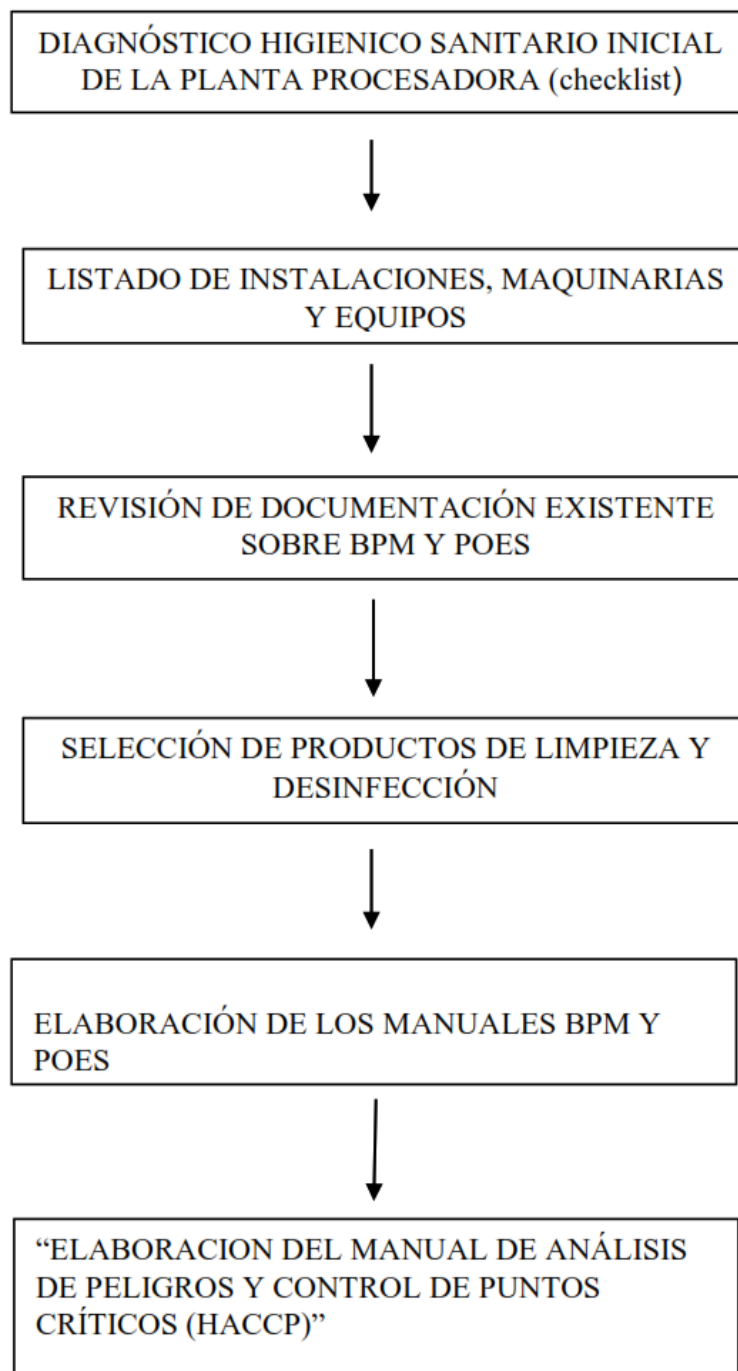 DIAGNÓSTICO HIGIENICO SANITARIO INICIAL
DE LA PLANTA PROCESADORA (checklist)
LISTADO DE INSTALACIONES, MAQUINARIAS
Y EQUIPOS
REVISIÓN DE DOCUMENTACIÓN EXISTENTE
SOBRE BPM Y POES
SELECCIÓN DE PRODUCTOS DE LIMPIEZA Y
DESINFECCIÓN
ELABORACIÓN DE LOS MANUALES BPM Y
POES
“ELABORACION DEL MANUAL DE ANÁLISIS
DE PELIGROS Y CONTROL DE PUNTOS
CRÍTICOS (HACCP)”